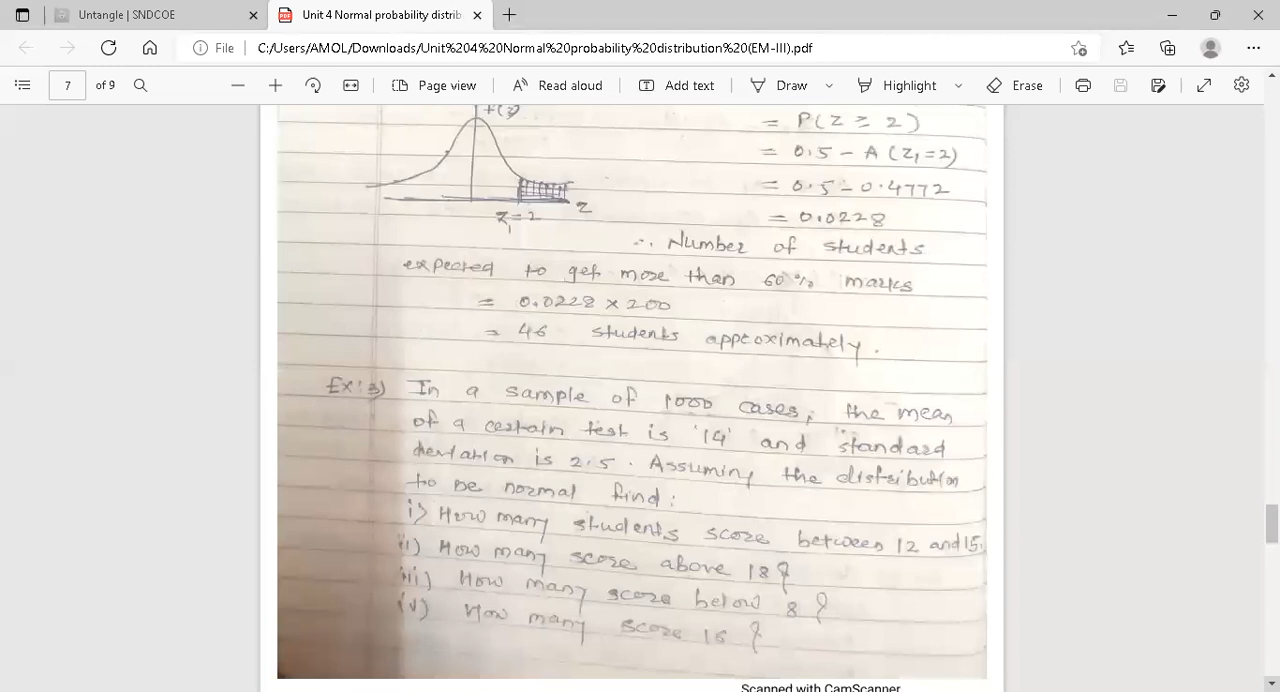 Untangle | SNDCOE
Unit 4 Normal probability distrib
File
C:/Users/AMOL/Downloads/Unit%204%20Normal%20probability%20distribution%20(EM-III).pdf
7 of 9
Page view
Read aloud
Add text
Draw
Highlight
Erase
= P(Z ≥ 2)
= 0.5 - A(Z₁=2)
= 0.5 - 0.4772
= 0.0228
Z₁=2
Z
∴ Number of students
expected to get more than 60% marks
= 0.0228 × 200
= 46 students approximately.
Ex:3) In a sample of 1000 cases, the mean
of a certain test is '14' and standard
deviation is 2.5. Assuming the distribution
to be normal find:
i) How many students score between 12 and 15.
ii) How many score above 18?
iii) How many score below 8?
iv) How many score 16?
Scanned with CamScanner